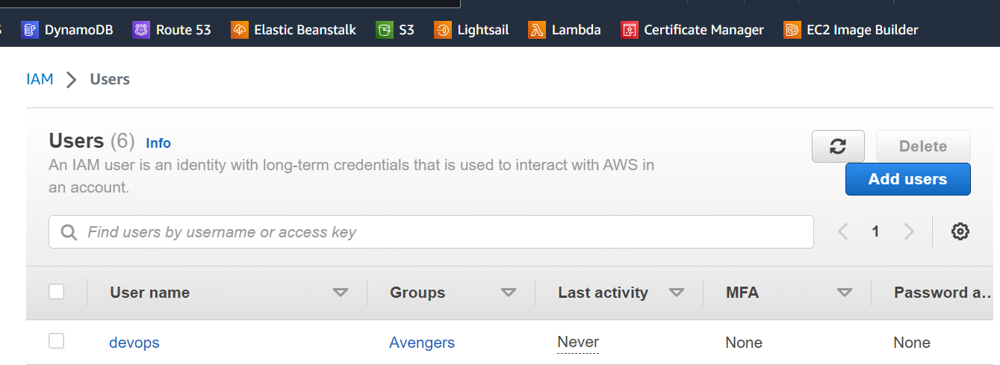 DynamoDB Route 53 Elastic Beanstalk S3 Lightsail Lambda Certificate Manager EC2 Image Builder
IAM Users
Users (6) Info
Delete
An IAM user is an identity with long-term credentials that is used to interact with AWS in
an account.
Add users
Find users by username or access key
1
User name Groups Last activity MFA Password a...
devops Avengers Never None None